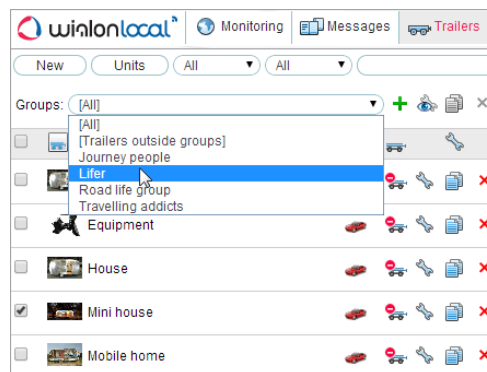 wialonlocal Monitoring Messages Trailers
New Units All All
Groups: [All]
[All]
[Trailers outside groups]
Journey people
Lifer
Road life group
Travelling addicts
Equipment
House
Mini house
Mobile home